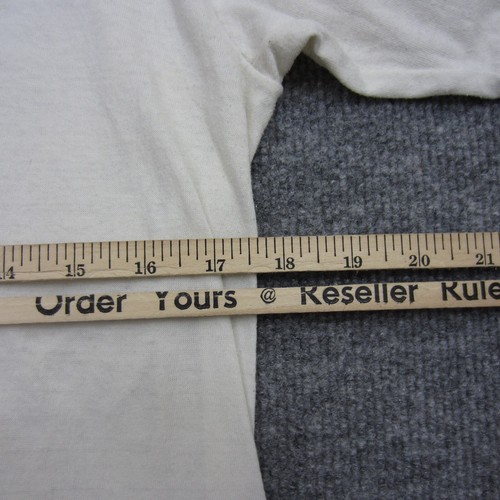 14 15 16 17 18 19 20 21
Order Yours @ Reseller Rule